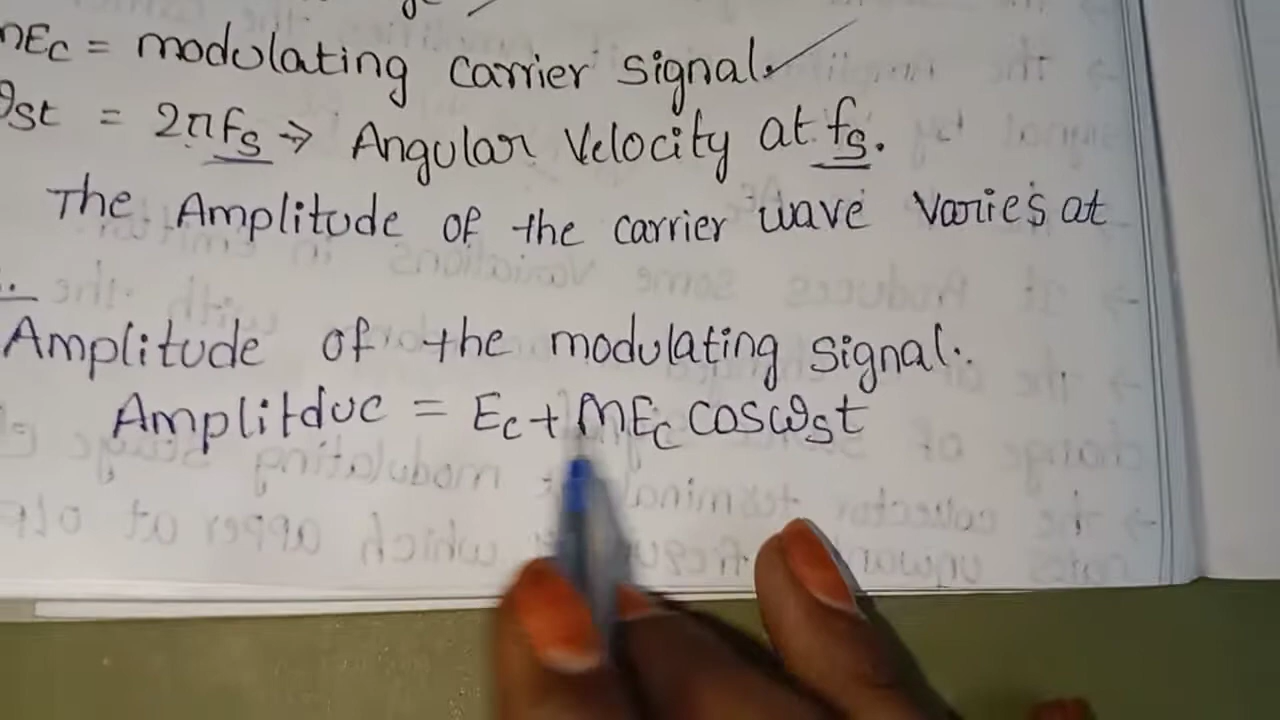 mEc = modulating carrier signal.
ωst = 2πfs → Angular Velocity at fs.
The Amplitude of the carrier wave varies at
Amplitude of the modulating signal.
Amplitduc = Ec + mEc cosωst